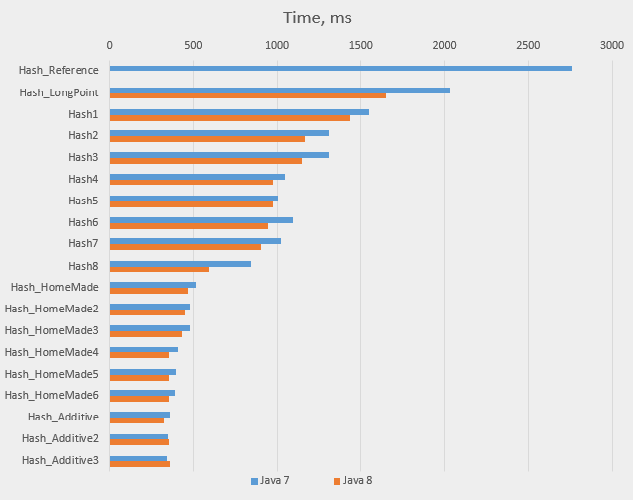 Time, ms
0 500 1000 1500 2000 2500 3000
Hash_Reference
Hash_LongPoint
Hash1
Hash2
Hash3
Hash4
Hash5
Hash6
Hash7
Hash8
Hash_HomeMade
Hash_HomeMade2
Hash_HomeMade3
Hash_HomeMade4
Hash_HomeMade5
Hash_HomeMade6
Hash_Additive
Hash_Additive2
Hash_Additive3
Java 7 Java 8